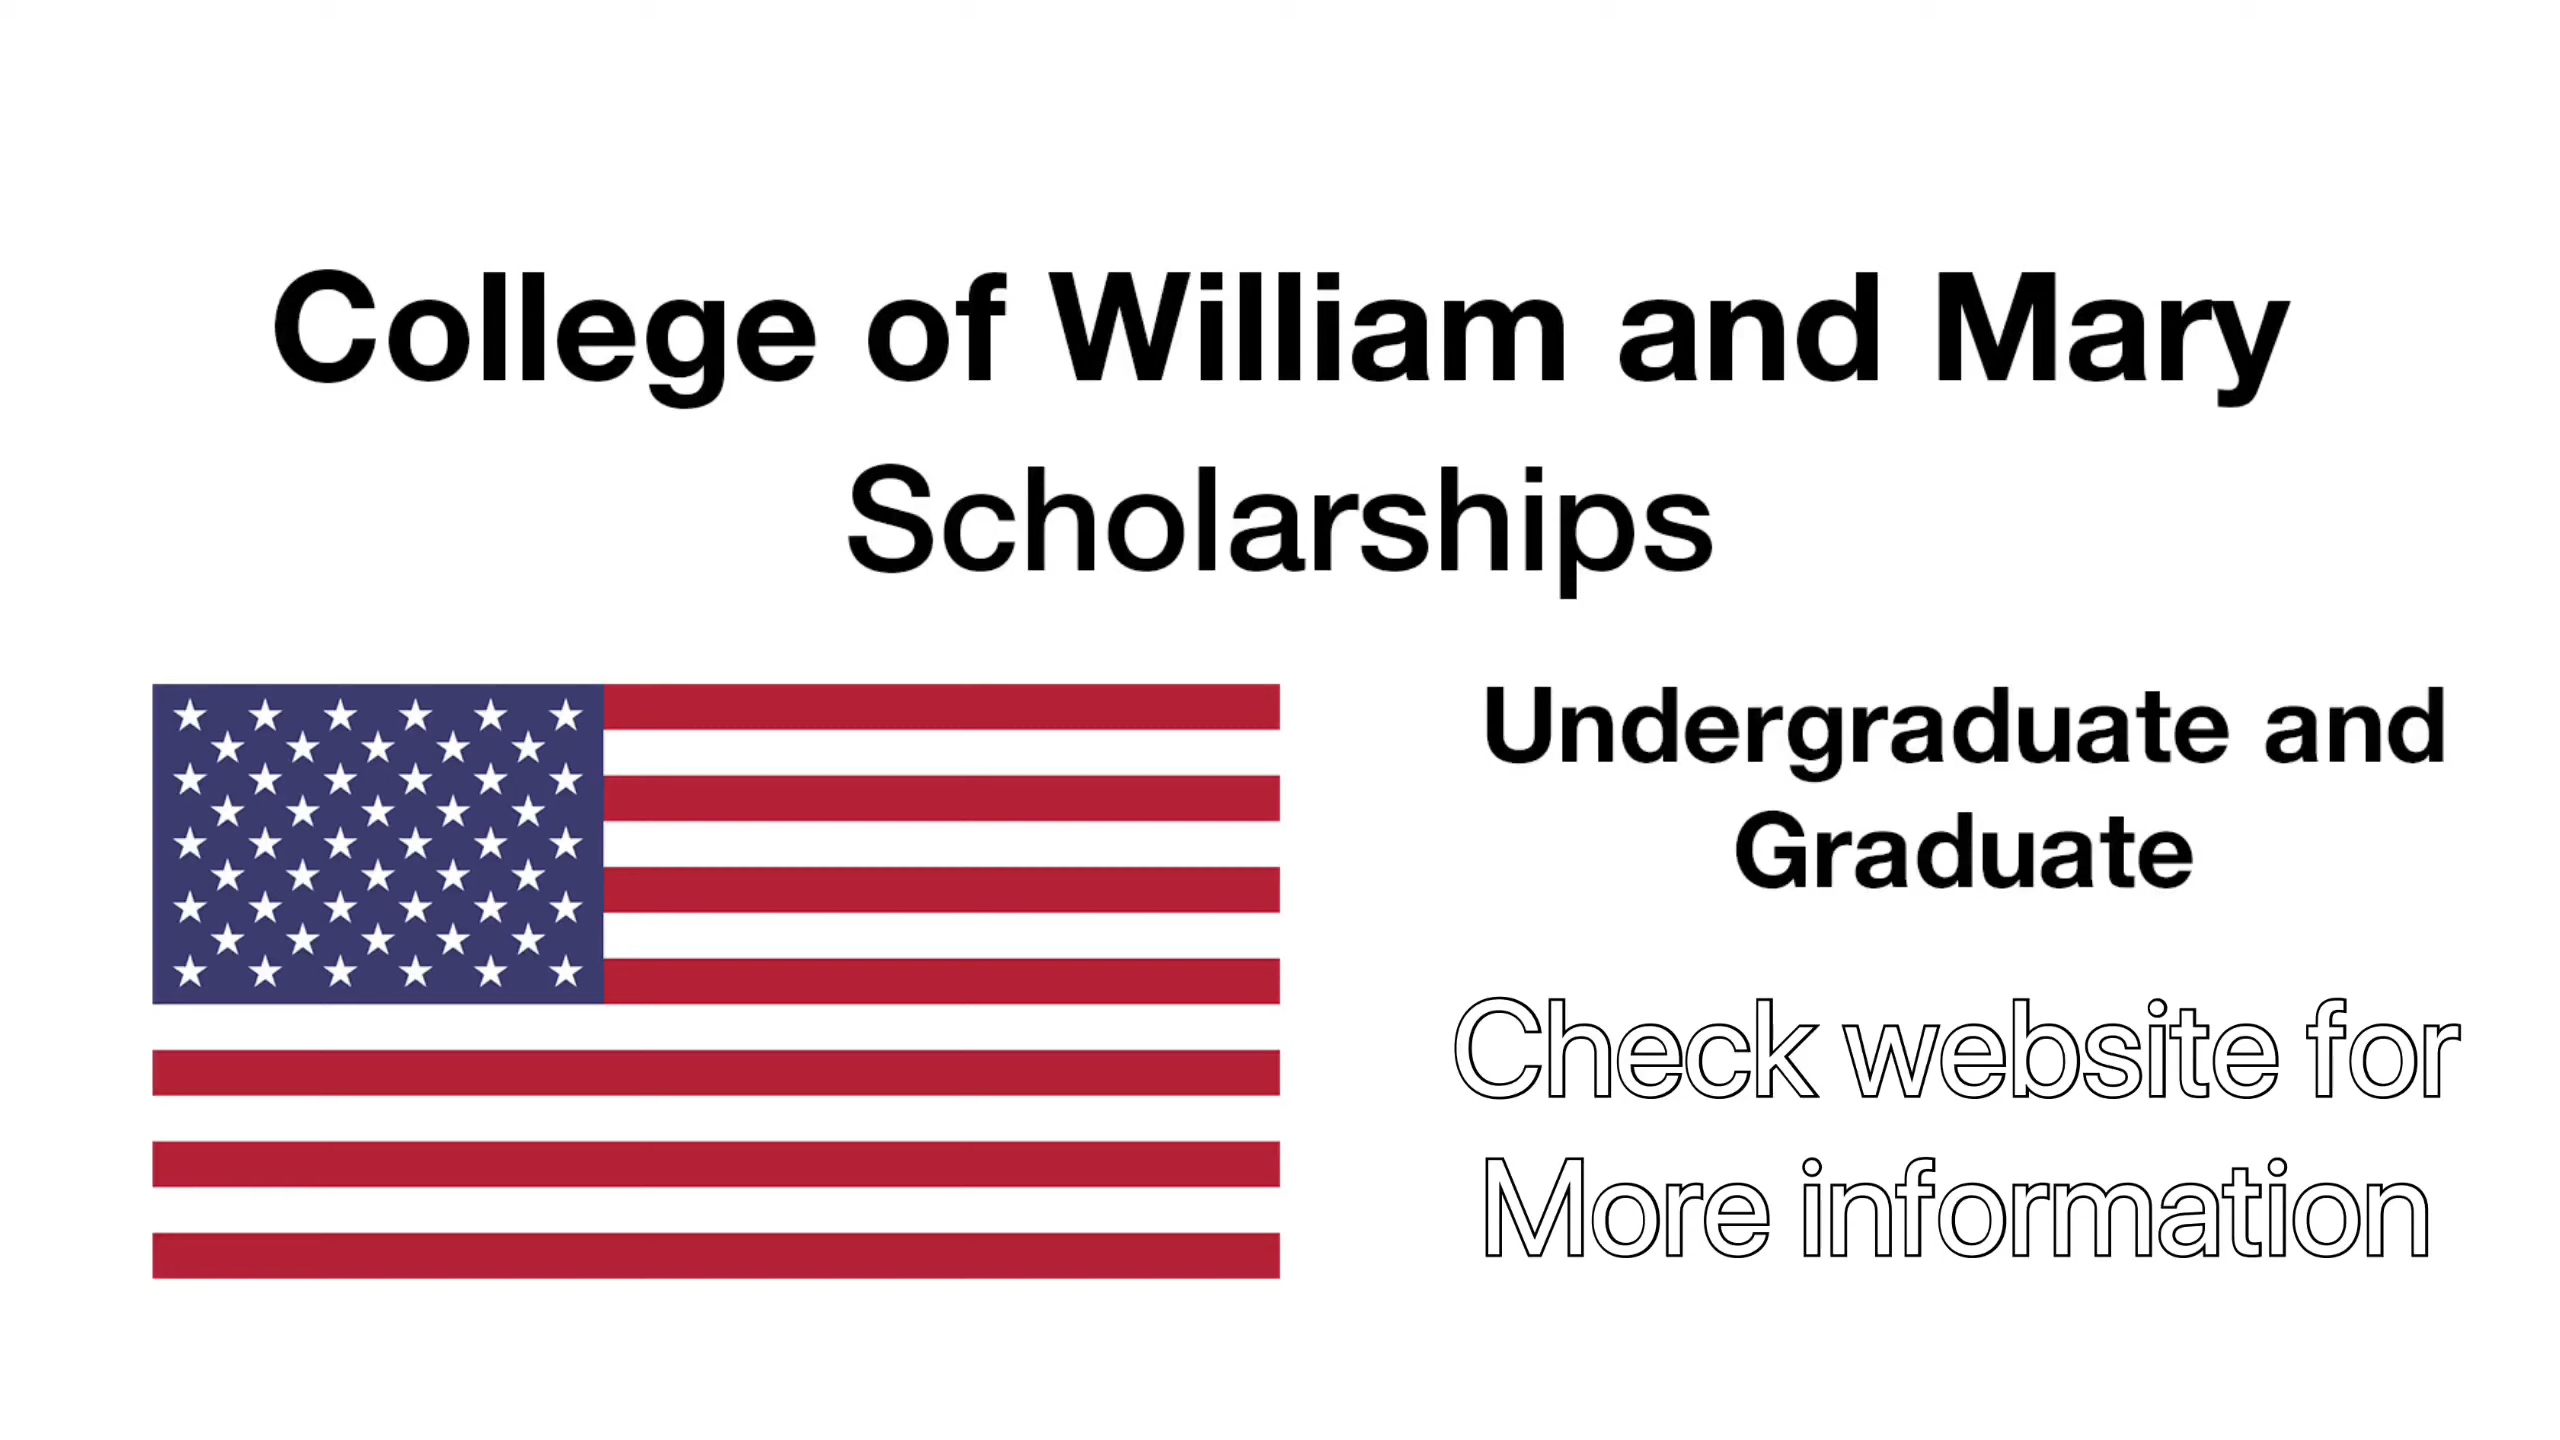 College of William and Mary
Scholarships
Undergraduate and
Graduate
Check website for
More information